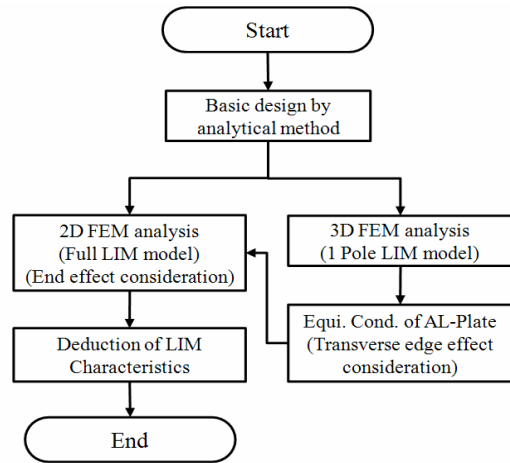 Start
Basic design by
analytical method
2D FEM analysis
(Full LIM model)
(End effect consideration)
3D FEM analysis
(1 Pole LIM model)
Equi. Cond. of AL-Plate
(Transverse edge effect
consideration)
Deduction of LIM
Characteristics
End